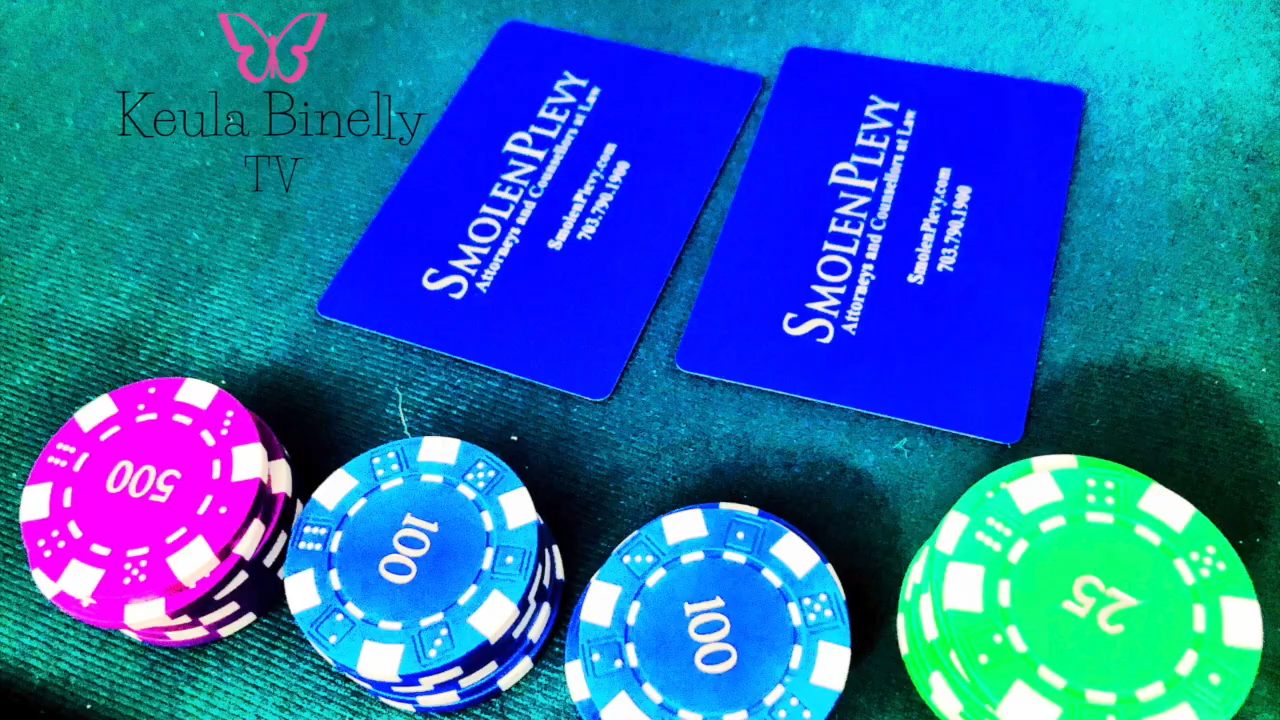 Keula Binelly
TV
SMOLENPLEVY
Attorneys and Counsellors at Law
SmolenPlevy.com
703.790.1900
SMOLENPLEVY
Attorneys and Counsellors at Law
SmolenPlevy.com
703.790.1900
500
100
100
25